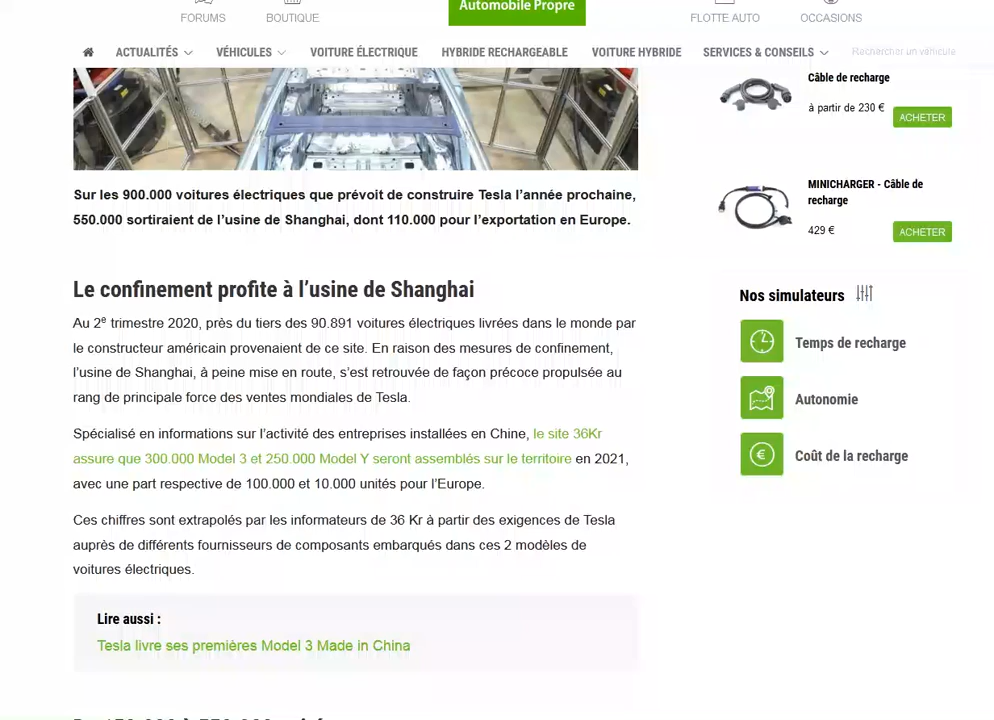 Automobile Propre
FORUMS
BOUTIQUE
FLOTTE AUTO
OCCASIONS
ACTUALITÉS
VÉHICULES
VOITURE ÉLECTRIQUE
HYBRIDE RECHARGEABLE
VOITURE HYBRIDE
SERVICES & CONSEILS
Rechercher un véhicule
Sur les 900.000 voitures électriques que prévoit de construire Tesla l’année prochaine,
550.000 sortiraient de l’usine de Shanghai, dont 110.000 pour l’exportation en Europe.
Le confinement profite à l’usine de Shanghai
Au 2e trimestre 2020, près du tiers des 90.891 voitures électriques livrées dans le monde par
le constructeur américain provenaient de ce site. En raison des mesures de confinement,
l’usine de Shanghai, à peine mise en route, s’est retrouvée de façon précoce propulsée au
rang de principale force des ventes mondiales de Tesla.
Spécialisé en informations sur l’activité des entreprises installées en Chine, le site 36Kr
assure que 300.000 Model 3 et 250.000 Model Y seront assemblés sur le territoire en 2021,
avec une part respective de 100.000 et 10.000 unités pour l’Europe.
Ces chiffres sont extrapolés par les informateurs de 36 Kr à partir des exigences de Tesla
auprès de différents fournisseurs de composants embarqués dans ces 2 modèles de
voitures électriques.
Lire aussi :
Tesla livre ses premières Model 3 Made in China
Câble de recharge
à partir de 230 €
ACHETER
MINICHARGER - Câble de
recharge
429 €
ACHETER
Nos simulateurs
Temps de recharge
Autonomie
Coût de la recharge